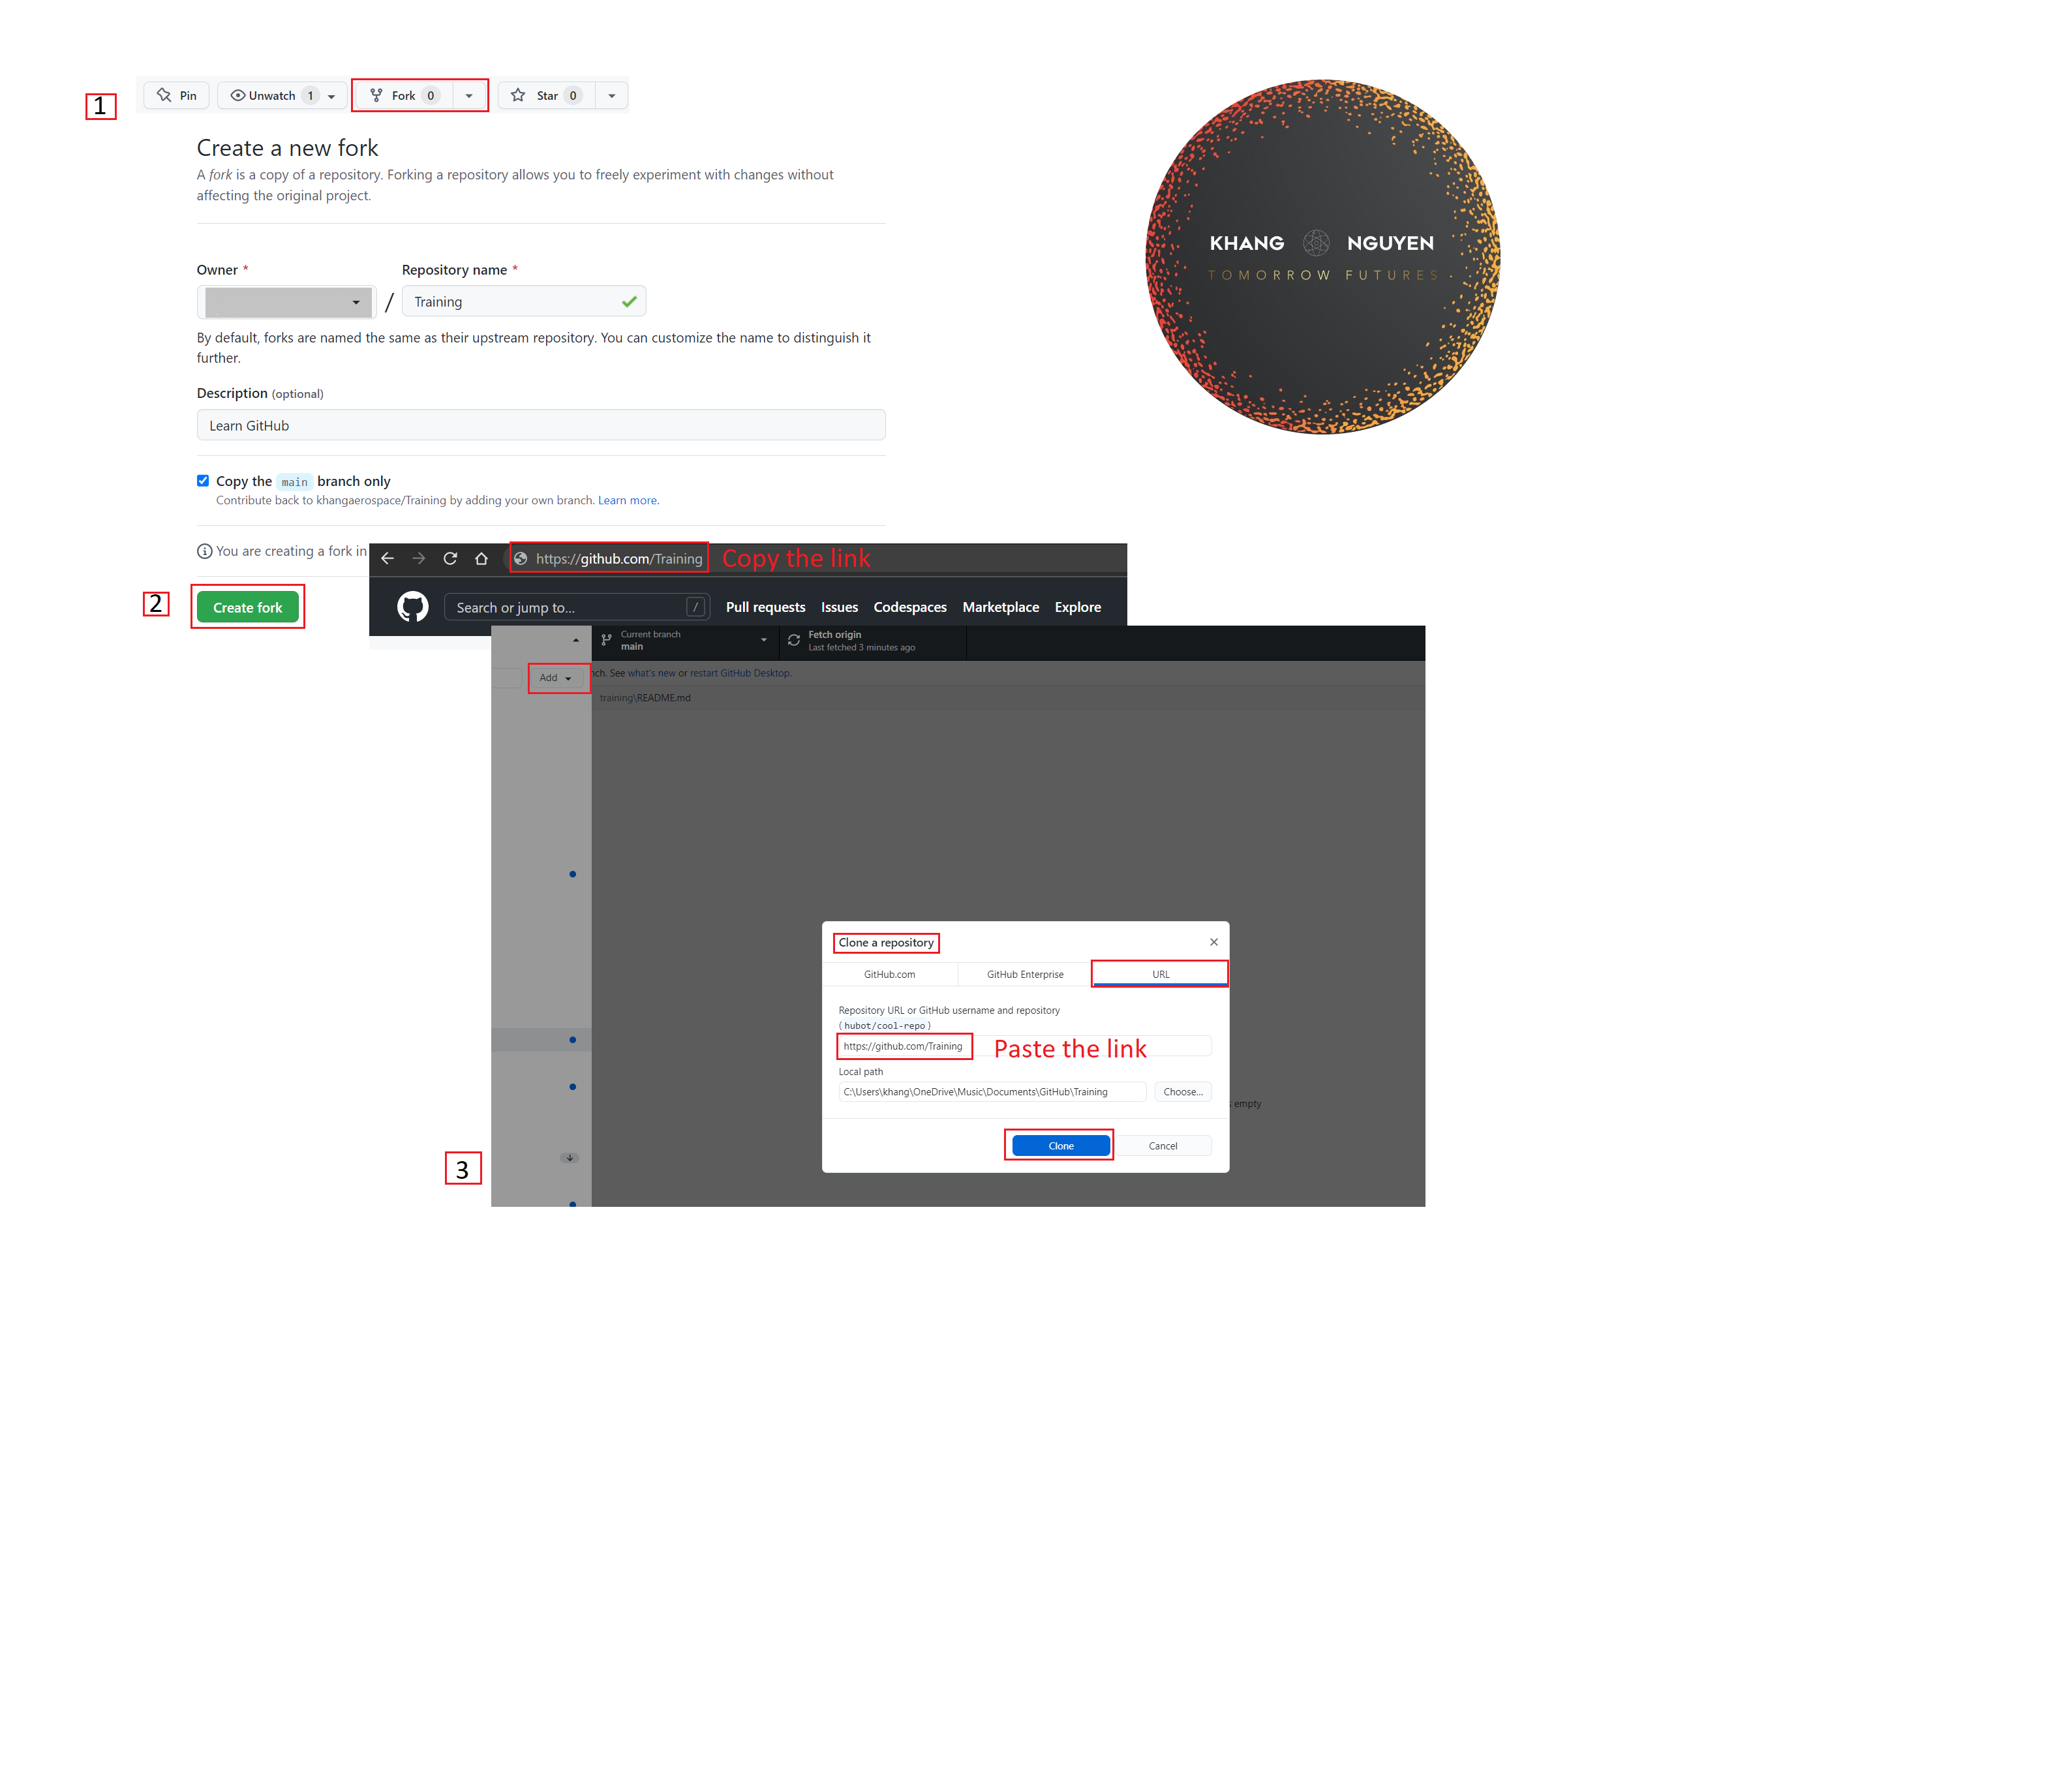 1
Pin
Unwatch 1
Fork 0
Star 0
Create a new fork
A fork is a copy of a repository. Forking a repository allows you to freely experiment with changes without
affecting the original project.
Owner *
Repository name *
/
Training
By default, forks are named the same as their upstream repository. You can customize the name to distinguish it
further.
Description (optional)
Learn GitHub
Copy the main branch only
Contribute back to khangaerospace/Training by adding your own branch. Learn more.
You are creating a fork in
2
Create fork
KHANG NGUYEN
TOMORROW FUTURES
https://github.com/Training
Copy the link
Search or jump to...
/
Pull requests
Issues
Codespaces
Marketplace
Explore
Current branch
main
Fetch origin
Last fetched 3 minutes ago
Add
nch. See what's new or restart GitHub Desktop.
training\README.md
Clone a repository
GitHub.com
GitHub Enterprise
URL
Repository URL or GitHub username and repository
(hubot/cool-repo)
https://github.com/Training
Paste the link
Local path
C:\Users\khang\OneDrive\Music\Documents\GitHub\Training
Choose...
empty
Clone
Cancel
3